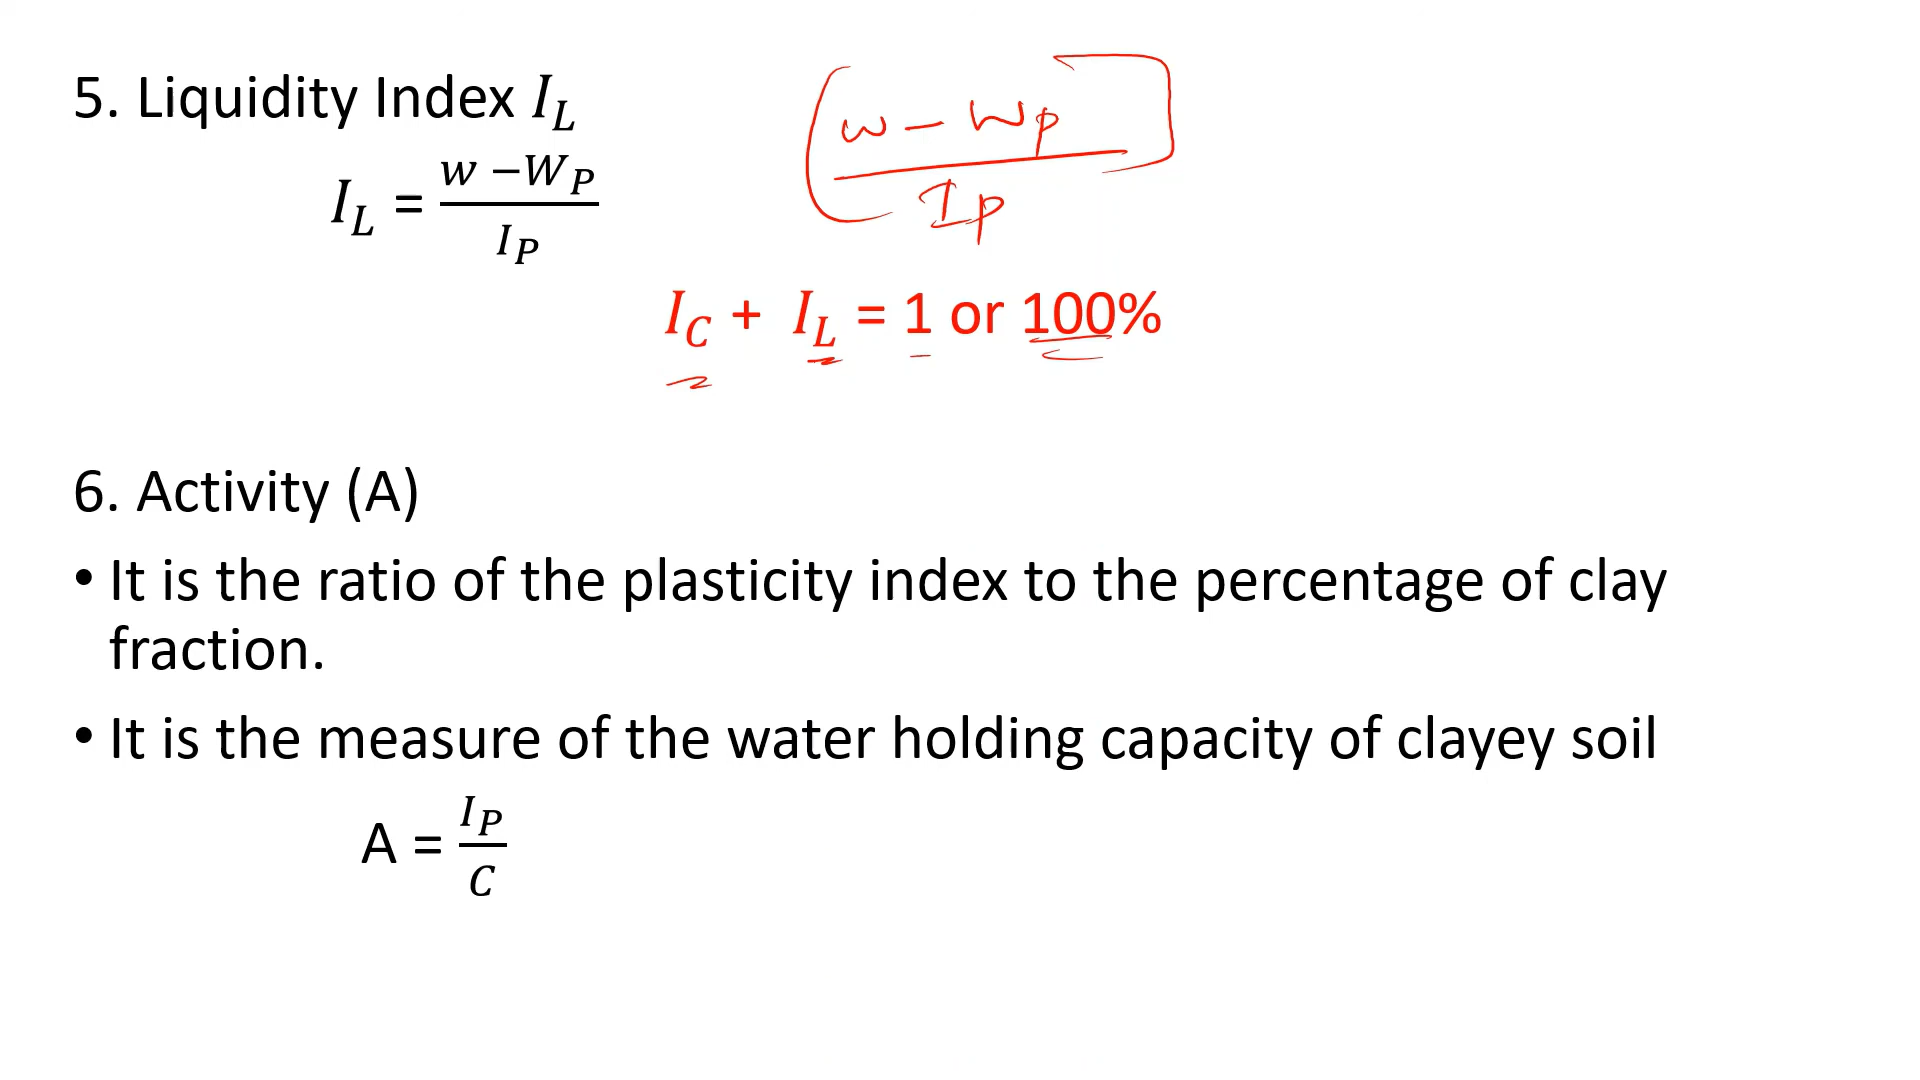 5. Liquidity Index I_L
I_L = (w − W_P) / I_P
w − Wp
Ip
I_C + I_L = 1 or 100%
6. Activity (A)
• It is the ratio of the plasticity index to the percentage of clay
fraction.
• It is the measure of the water holding capacity of clayey soil
A = I_P / C